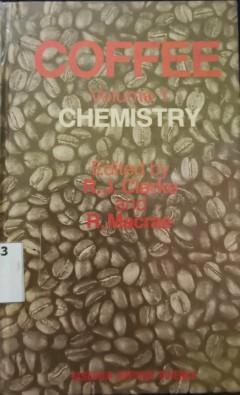 COFFEE
Volume 1
CHEMISTRY
Edited by
R.J. Clarke
and
R. Macrae
3